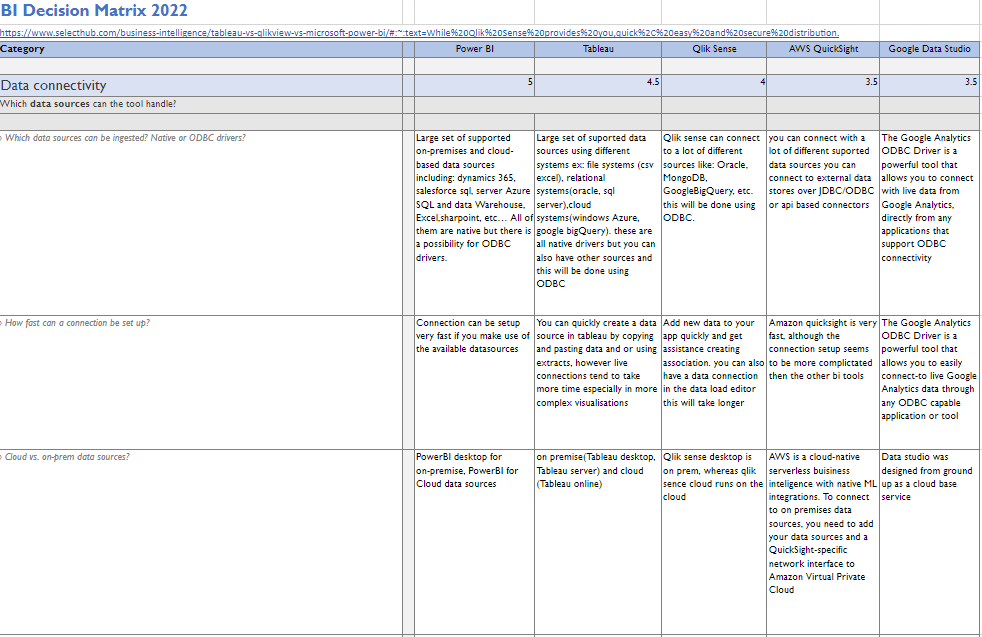 BI Decision Matrix 2022
https://www.selecthub.com/business-intelligence/tableau-vs-qlikview-vs-microsoft-power-bi/#:~:text=While%20Qlik%20Sense%20provides%20you,quick%2C%20easy%20and%20secure%20distribution.
Category Power BI Tableau Qlik Sense AWS QuickSight Google Data Studio
Data connectivity 5 4.5 4 3.5 3.5
Which data sources can the tool handle?
Which data sources can be ingested? Native or ODBC drivers?
Large set of supported
on-premises and cloud-
based data sources
including: dynamics 365,
salesforce sql, server Azure
SQL and data Warehouse,
Excel,sharpoint, etc... All of
them are native but there is
a possibility for ODBC
drivers.
Large set of suported data
sources using different
systems ex: file systems (csv
excel), relational
systems(oracle, sql
server),cloud
systems(windows Azure,
google bigQuery). these are
all native drivers but you can
also have other sources and
this will be done using
ODBC
Qlik sense can connect
to a lot of different
sources like: Oracle,
MongoDB,
GoogleBigQuery, etc.
this will be done using
ODBC.
you can connect with a
lot of different suported
data sources you can
connect to external data
stores over JDBC/ODBC
or api based connectors
The Google Analytics
ODBC Driver is a
powerful tool that
allows you to connect
with live data from
Google Analytics,
directly from any
applications that
support ODBC
connectivity
How fast can a connection be set up?
Connection can be setup
very fast if you make use of
the available datasources
You can quickly create a data
source in tableau by copying
and pasting data and or using
extracts, however live
connections tend to take
more time especially in more
complex visualisations
Add new data to your
app quickly and get
assistance creating
association. you can also
have a data connection
in the data load editor
this will take longer
Amazon quicksight is very
fast, although the
connection setup seems
to be more complictated
then the other bi tools
The Google Analytics
ODBC Driver is a
powerful tool that
allows you to easily
connect-to live Google
Analytics data through
any ODBC capable
application or tool
Cloud vs. on-prem data sources?
PowerBI desktop for
on-premise, PowerBI for
Cloud data sources
on premise(Tableau desktop,
Tableau server) and cloud
(Tableau online)
Qlik sense desktop is
on prem, whereas qlik
sence cloud runs on the
cloud
AWS is a cloud-native
serverless buisiness
inteligence with native ML
integrations. To connect
to on premises data
sources, you need to add
your data sources and a
QuickSight-specific
network interface to
Amazon Virtual Private
Cloud
Data studio was
designed from ground
up as a cloud base
service